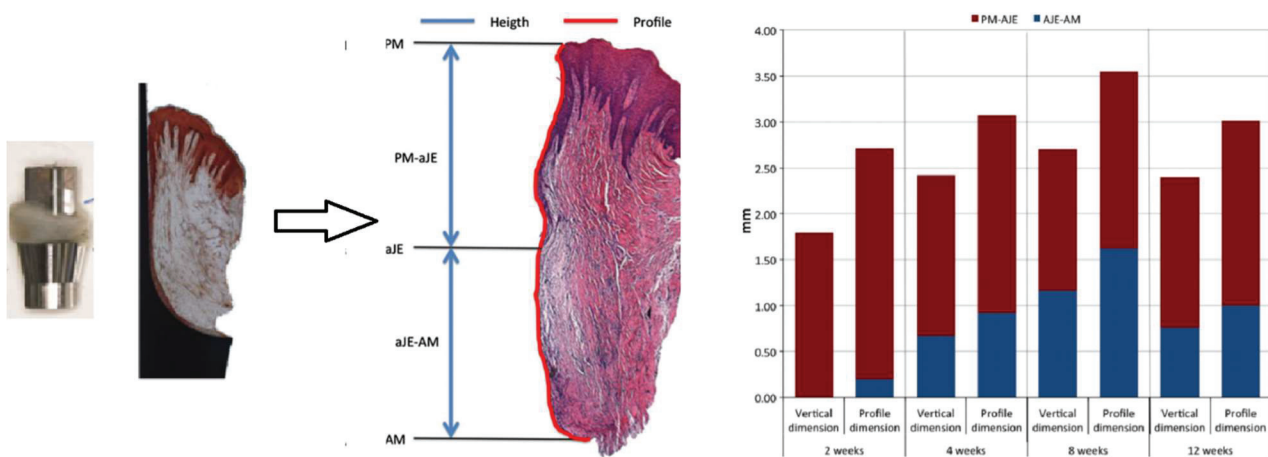 Heigth Profile
PM
PM-aJE
aJE
aJE-AM
AM
PM-AJE AJE-AM
4.00
3.50
3.00
2.50
2.00
1.50
1.00
0.50
0.00
mm
Vertical dimension
Profile dimension
Vertical dimension
Profile dimension
Vertical dimension
Profile dimension
Vertical dimension
Profile dimension
2 weeks
4 weeks
8 weeks
12 weeks